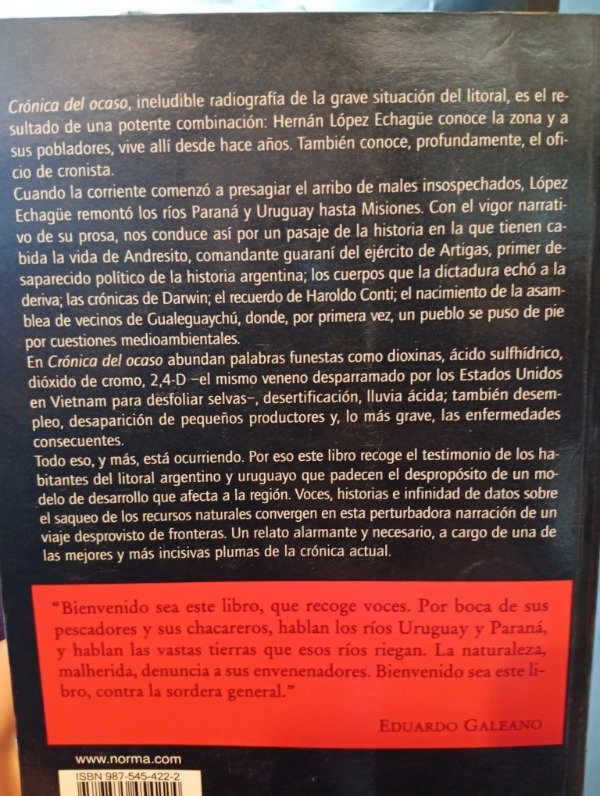 Crónica del ocaso, ineludible radiografía de la grave situación del litoral, es el re-
sultado de una potente combinación: Hernán López Echagüe conoce la zona y a
sus pobladores, vive allí desde hace años. También conoce, profundamente, el ofi-
cio de cronista.
Cuando la corriente comenzó a presagiar el arribo de males insospechados, López
Echagüe remontó los ríos Paraná y Uruguay hasta Misiones. Con el vigor narrati-
vo de su prosa, nos conduce así por un pasaje de la historia en la que tienen ca-
bida la vida de Andresito, comandante guaraní del ejército de Artigas, primer de-
saparecido político de la historia argentina; los cuerpos que la dictadura echó a la
deriva; las crónicas de Darwin; el recuerdo de Haroldo Conti; el nacimiento de la asam-
blea de vecinos de Gualeguaychú, donde, por primera vez, un pueblo se puso de pie
por cuestiones medioambientales.
En Crónica del ocaso abundan palabras funestas como dioxinas, ácido sulfhídrico,
dióxido de cromo, 2,4-D –el mismo veneno desparramado por los Estados Unidos
en Vietnam para desfoliar selvas–, desertificación, lluvia ácida; también desem-
pleo, desaparición de pequeños productores y, lo más grave, las enfermedades
consecuentes.
Todo eso, y más, está ocurriendo. Por eso este libro recoge el testimonio de los ha-
bitantes del litoral argentino y uruguayo que padecen el despropósito de un mo-
delo de desarrollo que afecta a la región. Voces, historias e infinidad de datos sobre
el saqueo de los recursos naturales convergen en esta perturbadora narración de un
viaje desprovisto de fronteras. Un relato alarmante y necesario, a cargo de una de
las mejores y más incisivas plumas de la crónica actual.
"Bienvenido sea este libro, que recoge voces. Por boca de sus
pescadores y sus chacareros, hablan los ríos Uruguay y Paraná,
y hablan las vastas tierras que esos ríos riegan. La naturaleza,
malherida, denuncia a sus envenenadores. Bienvenido sea este li-
bro, contra la sordera general."
EDUARDO GALEANO
www.norma.com
ISBN 987-545-422-2